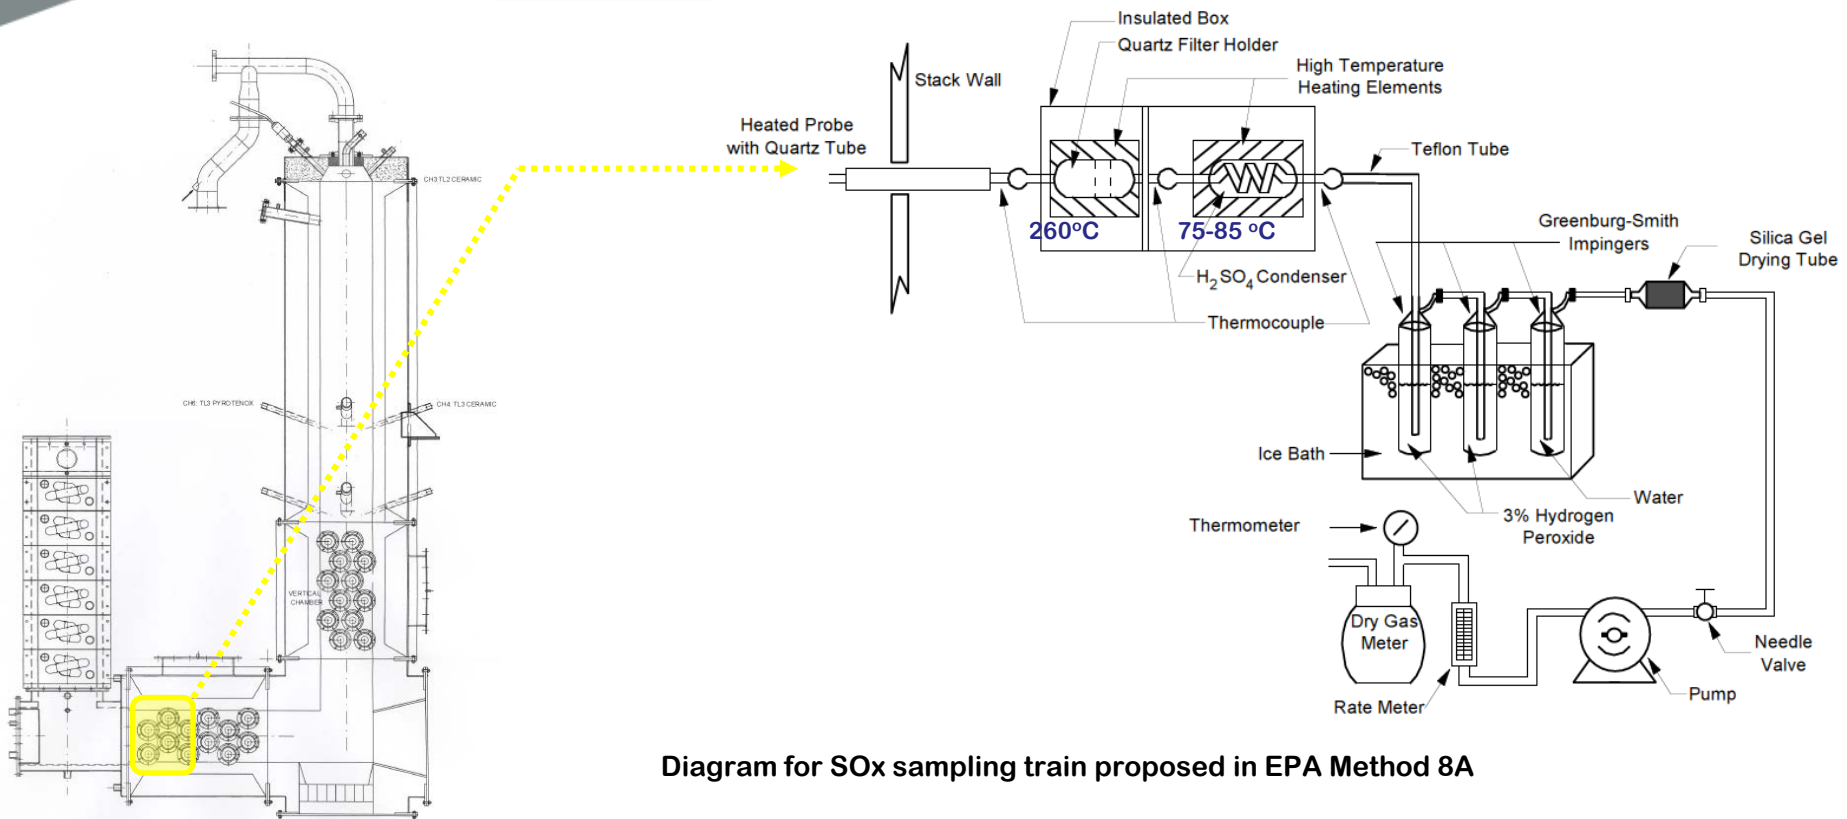 Insulated Box
Quartz Filter Holder
High Temperature
Heating Elements
Stack Wall
Heated Probe
with Quartz Tube
Teflon Tube
CH3:TL2 CERAMIC
260°C
75-85 °C
Greenburg-Smith
Impingers
Silica Gel
Drying Tube
H2SO4 Condenser
Thermocouple
CH6: TL3 PYROTENOX
CH4: TL3 CERAMIC
Ice Bath
Water
3% Hydrogen
Peroxide
Thermometer
VERTICAL
CHAMBER
Dry Gas
Meter
Needle
Valve
Pump
Rate Meter
Diagram for SOx sampling train proposed in EPA Method 8A